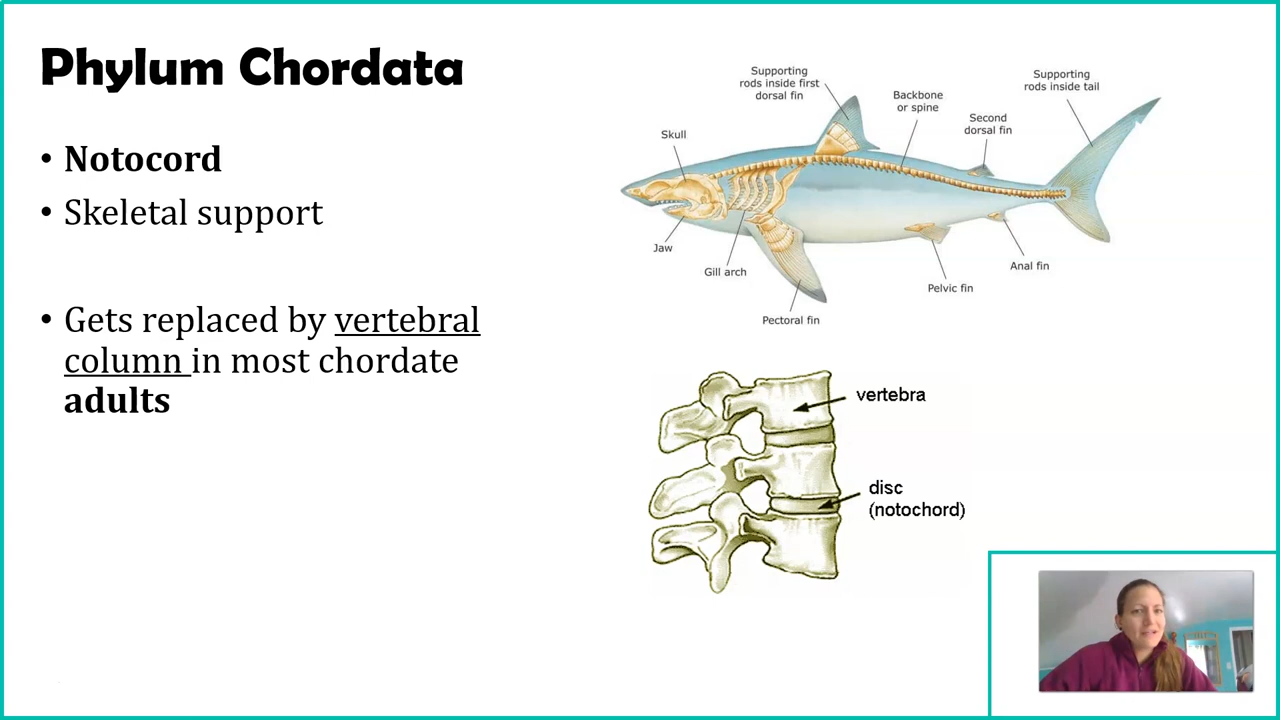 Phylum Chordata
• Notocord
• Skeletal support
• Gets replaced by vertebral
column in most chordate
adults
Supporting
rods inside first
dorsal fin
Supporting
rods inside tail
Backbone
or spine
Second
dorsal fin
Skull
Jaw
Gill arch
Pectoral fin
Pelvic fin
Anal fin
vertebra
disc
(notochord)